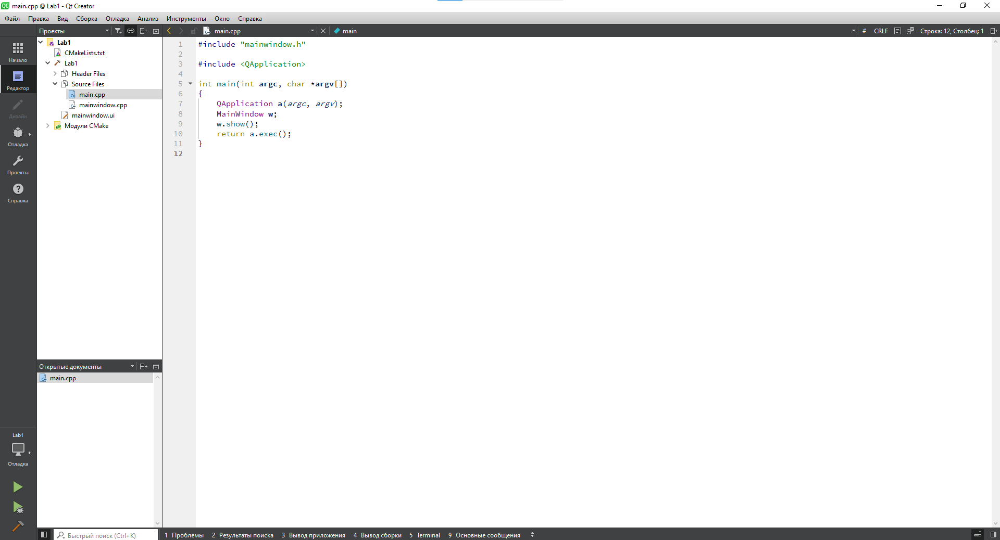 main.cpp @ Lab1 - Qt Creator
Файл Правка Вид Сборка Отладка Анализ Инструменты Окно Справка
Проекты
main.cpp
main
# CRLF Строка: 12, Столбец: 1
Начало
Редактор
Дизайн
Отладка
Проекты
Справка
Lab1
CMakeLists.txt
Lab1
Header Files
Source Files
main.cpp
mainwindow.cpp
mainwindow.ui
Модули CMake
1 #include "mainwindow.h"
2
3 #include <QApplication>
4
5 int main(int argc, char *argv[])
6 {
7 QApplication a(argc, argv);
8 MainWindow w;
9 w.show();
10 return a.exec();
11 }
12
Открытые документы
main.cpp
Lab1
Отладка
Быстрый поиск (Ctrl+K)
1 Проблемы 2 Результаты поиска 3 Вывод приложения 4 Вывод сборки 5 Terminal 9 Основные сообщения